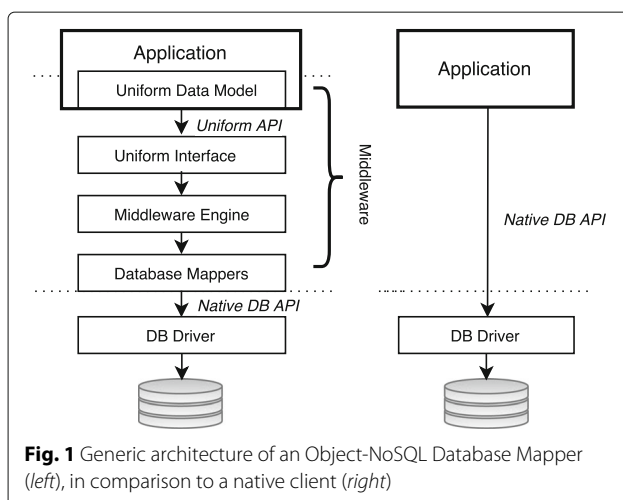 Application
Uniform Data Model
Uniform API
Uniform Interface
Middleware Engine
Database Mappers
Native DB API
DB Driver
Middleware
Application
Native DB API
DB Driver
Fig. 1 Generic architecture of an Object-NoSQL Database Mapper
(left), in comparison to a native client (right)